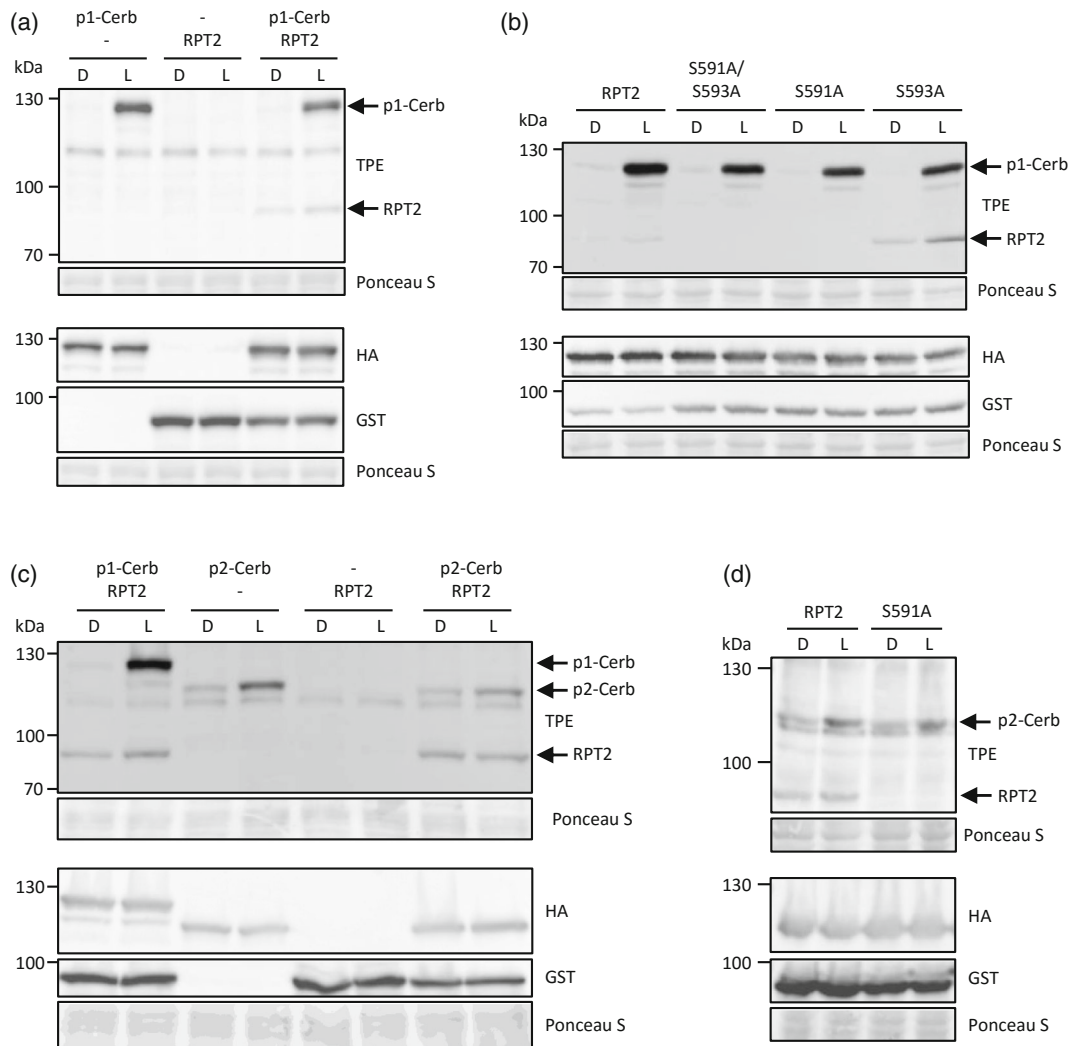 (a)
p1-Cerb - p1-Cerb
- RPT2 RPT2
kDa D L D L D L
130
p1-Cerb
TPE
100
RPT2
70
Ponceau S
130
HA
100
GST
Ponceau S
(b)
S591A/
RPT2 S593A S591A S593A
kDa D L D L D L D L
130
p1-Cerb
TPE
100
RPT2
70
Ponceau S
130
HA
100
GST
Ponceau S
(c)
p1-Cerb p2-Cerb - p2-Cerb
RPT2 - RPT2 RPT2
kDa D L D L D L D L
130
p1-Cerb
p2-Cerb
TPE
100
RPT2
70
Ponceau S
130
HA
100
GST
Ponceau S
(d)
RPT2 S591A
kDa D L D L
130
p2-Cerb
TPE
100
RPT2
Ponceau S
130
HA
100
GST
Ponceau S